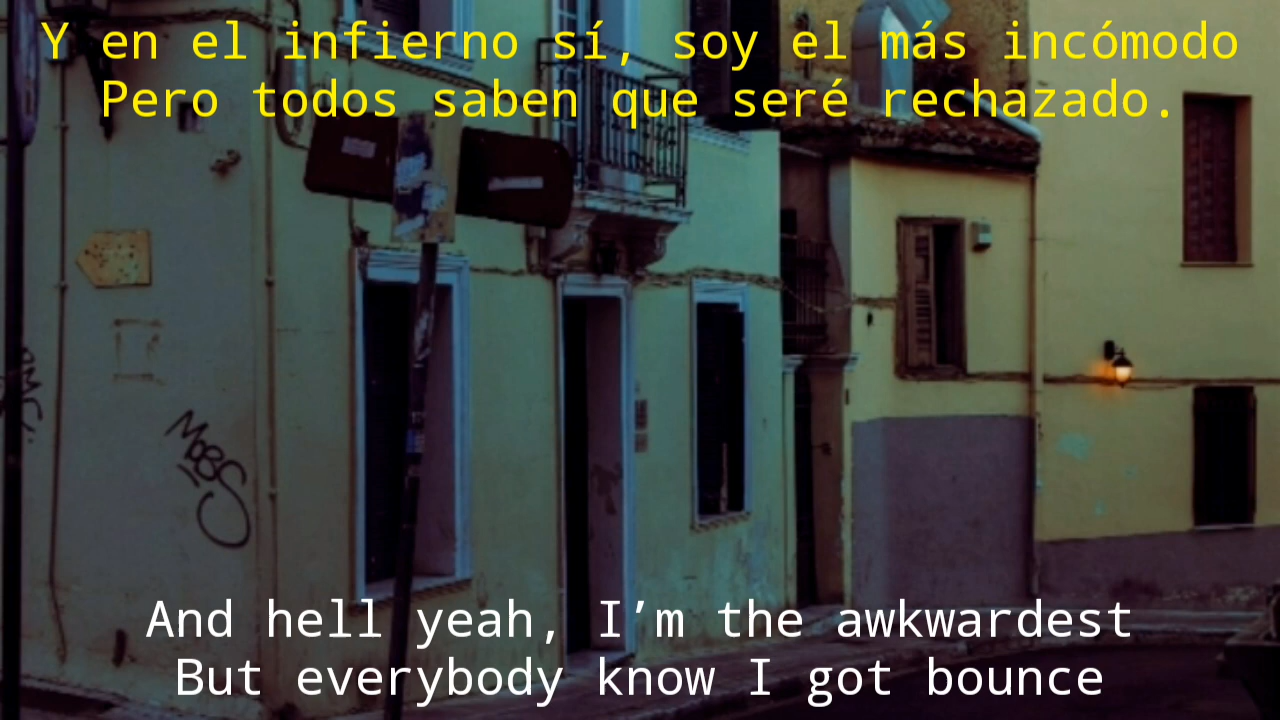 Y en el infierno sí, soy el más incómodo
Pero todos saben que seré rechazado.
And hell yeah, I’m the awkwardest
But everybody know I got bounce